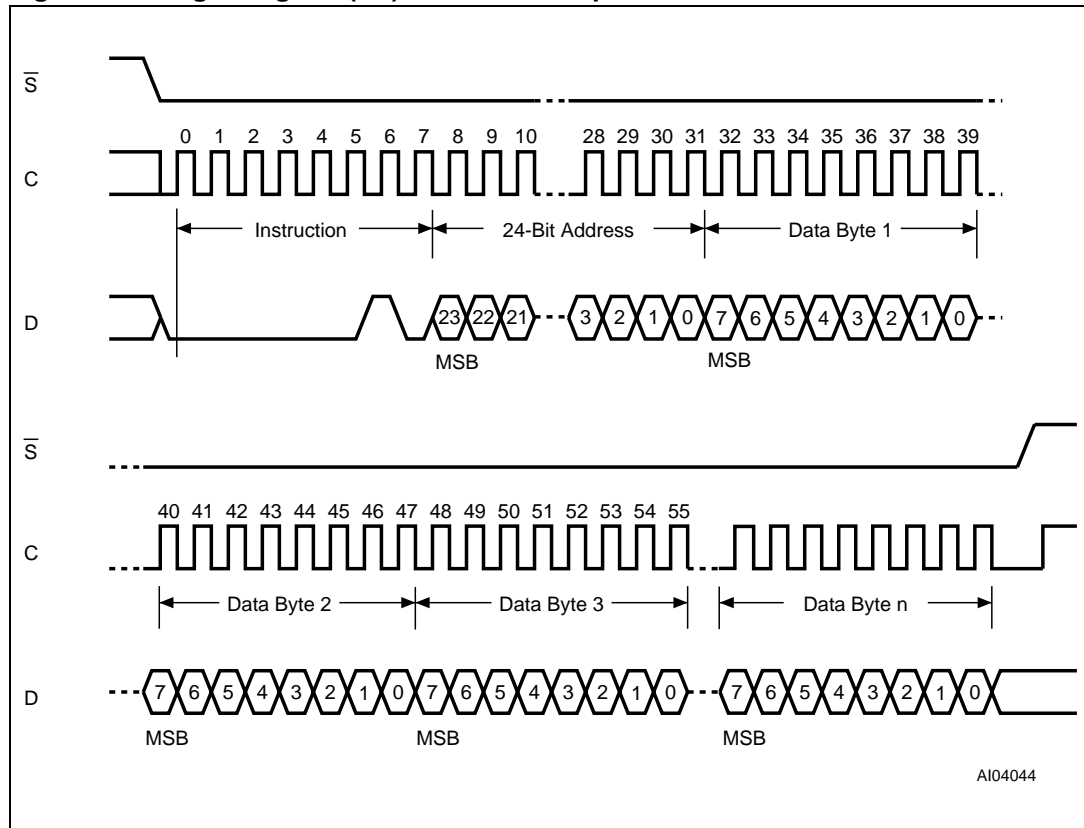 S
0 1 2 3 4 5 6 7 8 9 10 28 29 30 31 32 33 34 35 36 37 38 39
C
Instruction 24-Bit Address Data Byte 1
D
23 22 21 3 2 1 0 7 6 5 4 3 2 1 0
MSB MSB
S
40 41 42 43 44 45 46 47 48 49 50 51 52 53 54 55
C
Data Byte 2 Data Byte 3 Data Byte n
D
7 6 5 4 3 2 1 0 7 6 5 4 3 2 1 0 7 6 5 4 3 2 1 0
MSB MSB MSB
AI04044